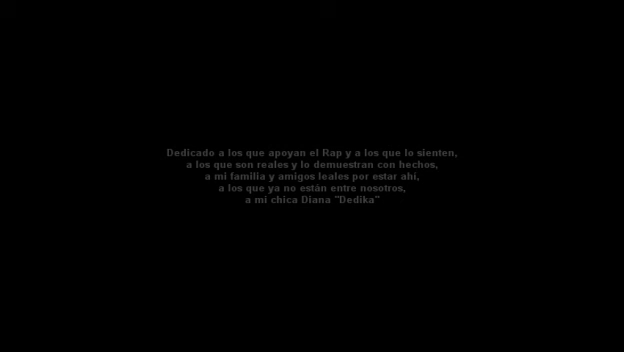 Dedicado a los que apoyan el Rap y a los que lo sienten,
a los que son reales y lo demuestran con hechos,
a mi familia y amigos leales por estar ahi,
a los que ya no están entre nosotros,
a mi chica Diana "Dedika"